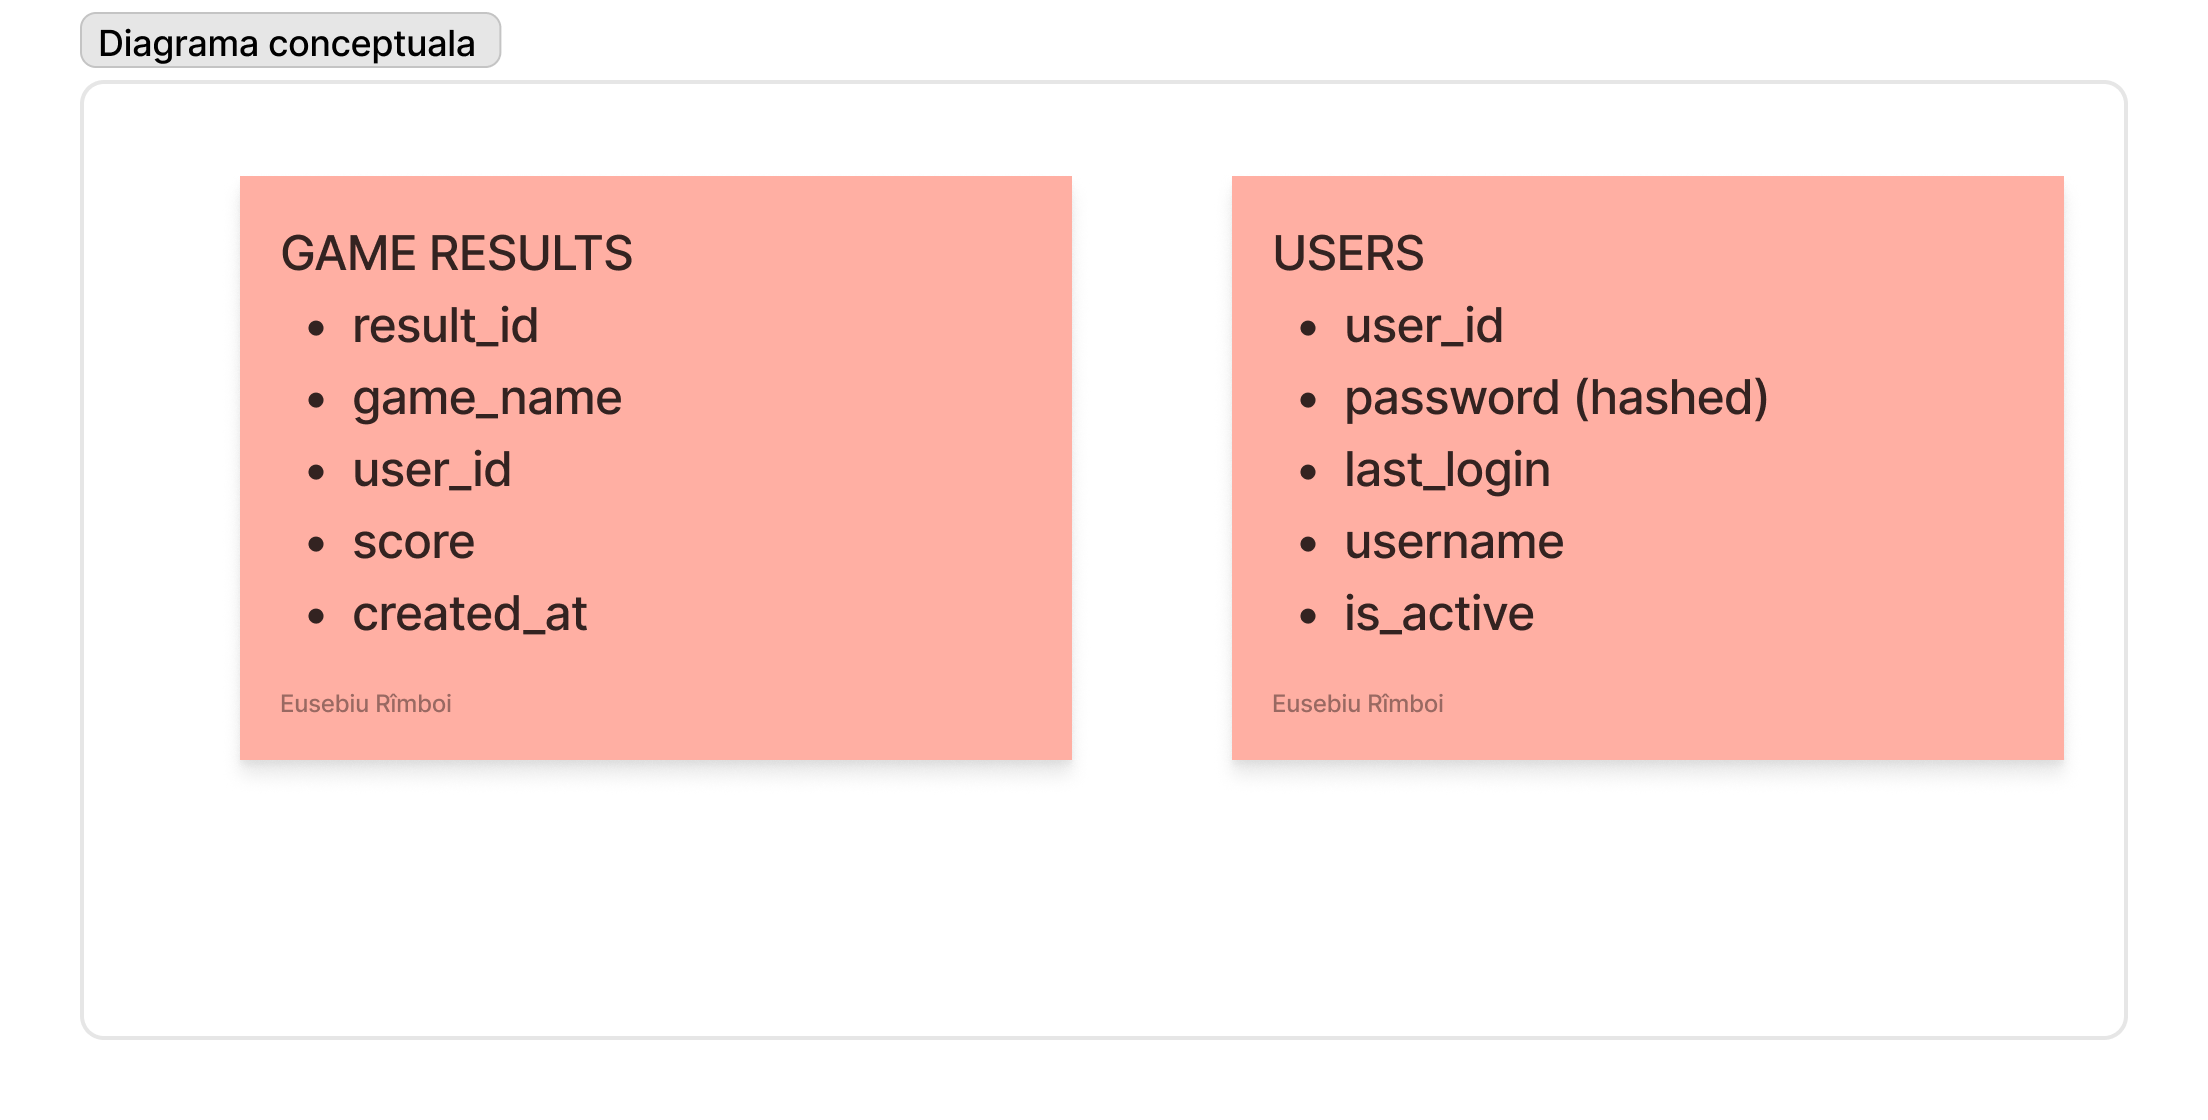 Diagrama conceptuala
GAME RESULTS
• result_id
• game_name
• user_id
• score
• created_at
Eusebiu Rîmboi
USERS
• user_id
• password (hashed)
• last_login
• username
• is_active
Eusebiu Rîmboi